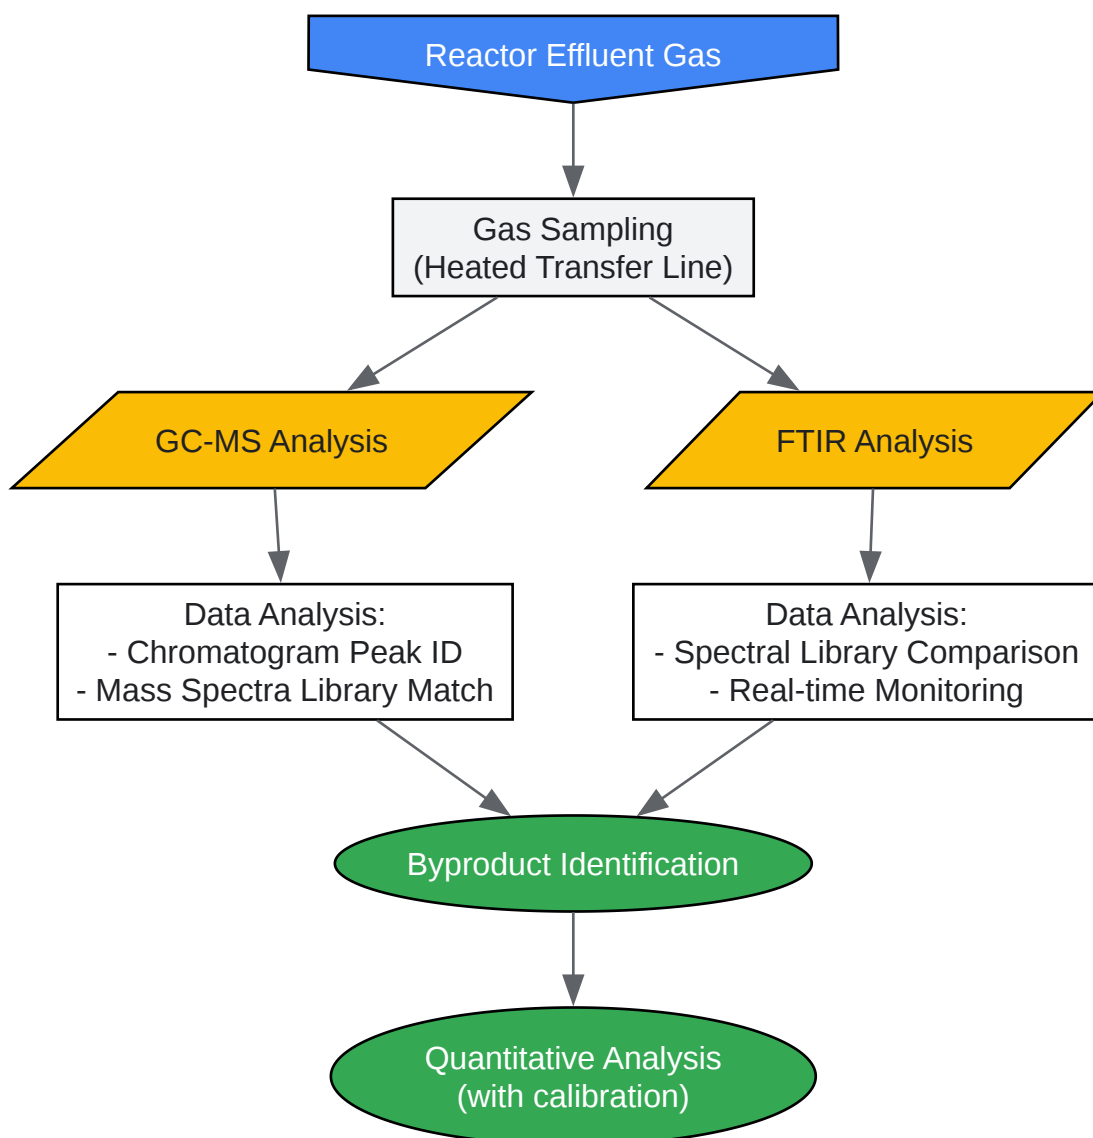 Reactor Effluent Gas
Gas Sampling
(Heated Transfer Line)
GC-MS Analysis
FTIR Analysis
Data Analysis:
- Chromatogram Peak ID
- Mass Spectra Library Match
Data Analysis:
- Spectral Library Comparison
- Real-time Monitoring
Byproduct Identification
Quantitative Analysis
(with calibration)